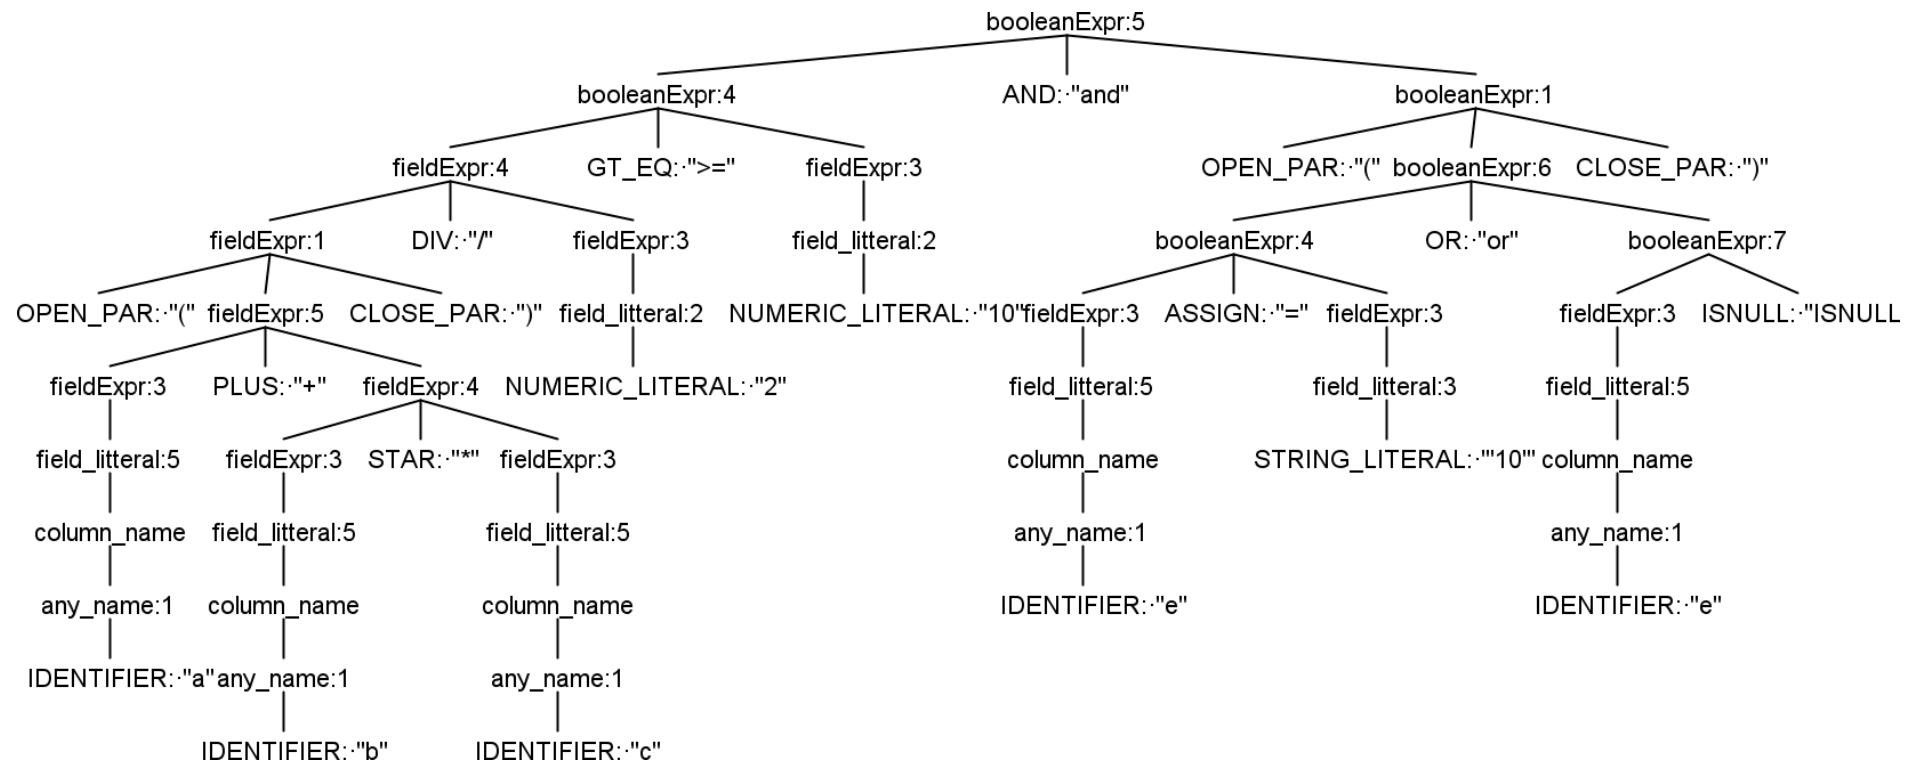 booleanExpr:5
booleanExpr:4 AND:·"and" booleanExpr:1
fieldExpr:4 GT_EQ:·">=" fieldExpr:3 OPEN_PAR:·"(" booleanExpr:6 CLOSE_PAR:·")"
fieldExpr:1 DIV:·"/" fieldExpr:3 field_litteral:2 booleanExpr:4 OR:·"or" booleanExpr:7
OPEN_PAR:·"(" fieldExpr:5 CLOSE_PAR:·")" field_litteral:2 NUMERIC_LITERAL:·"10" fieldExpr:3 ASSIGN:·"=" fieldExpr:3 fieldExpr:3 ISNULL:·"ISNULL
fieldExpr:3 PLUS:·"+" fieldExpr:4 NUMERIC_LITERAL:·"2" field_litteral:5 field_litteral:3 field_litteral:5
field_litteral:5 fieldExpr:3 STAR:·"*" fieldExpr:3 column_name STRING_LITERAL:·"'10'" column_name
column_name field_litteral:5 field_litteral:5 any_name:1 any_name:1
any_name:1 column_name column_name IDENTIFIER:·"e" IDENTIFIER:·"e"
IDENTIFIER:·"a" any_name:1 any_name:1
IDENTIFIER:·"b" IDENTIFIER:·"c"